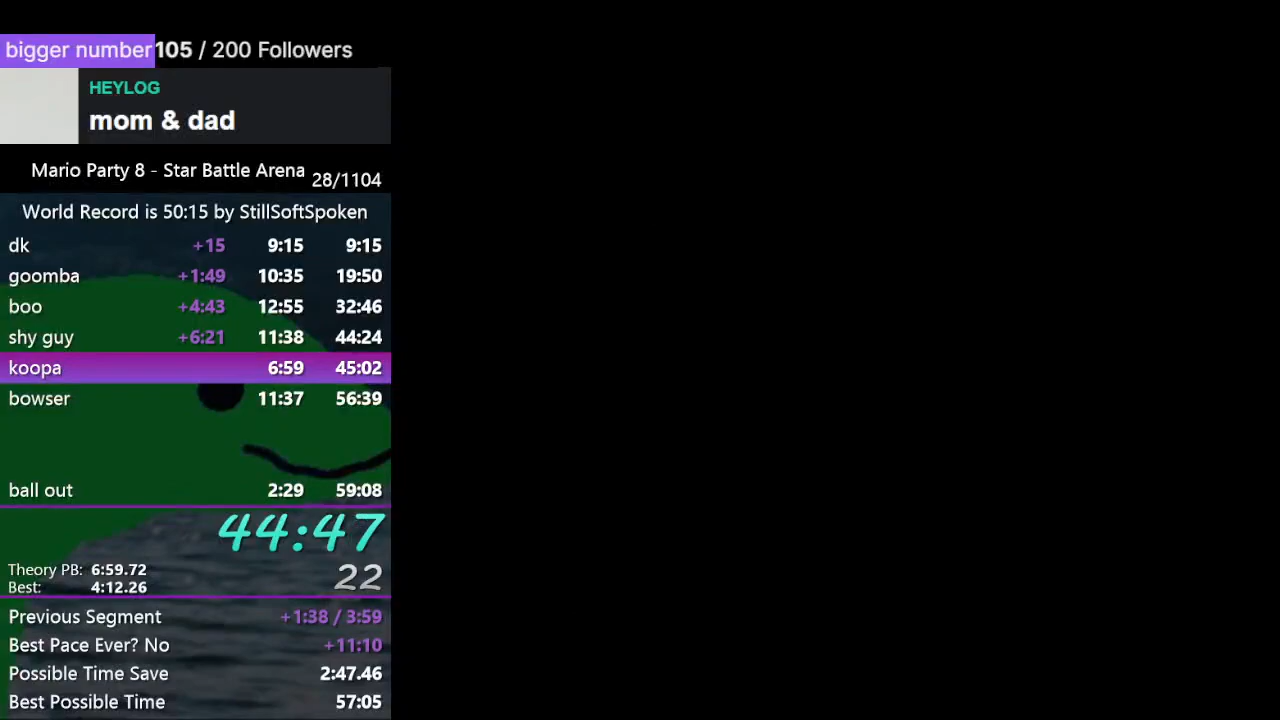 bigger number 105 / 200 Followers
HEYLOG
mom & dad
Mario Party 8 - Star Battle Arena 28/1104
World Record is 50:15 by StillSoftSpoken
dk +15 9:15 9:15
goomba +1:49 10:35 19:50
boo +4:43 12:55 32:46
shy guy +6:21 11:38 44:24
koopa 6:59 45:02
bowser 11:37 56:39
ball out 2:29 59:08
44:47
Theory PB: 6:59.72
Best: 4:12.26
22
Previous Segment +1:38 / 3:59
Best Pace Ever? No +11:10
Possible Time Save 2:47.46
Best Possible Time 57:05